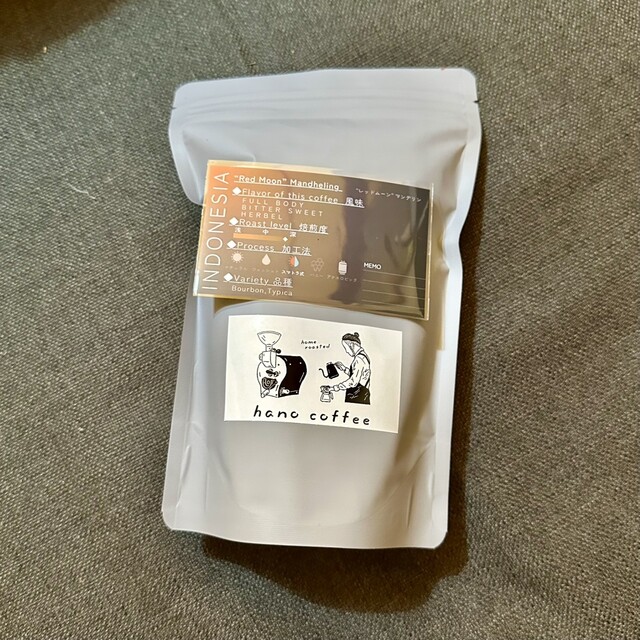 INDONESIA
"Red Moon" Mandheling
"レッドムーン" マンデリン
◆Flavor of this coffee 風味
FULL BODY
BITTER SWEET
HERBEL
◆Roast level 焙煎度
浅 中 深
◆Process 加工法
スマトラ式
MEMO
◆Variety 品種
Bourbon,Typica
home
roasted
hano coffee